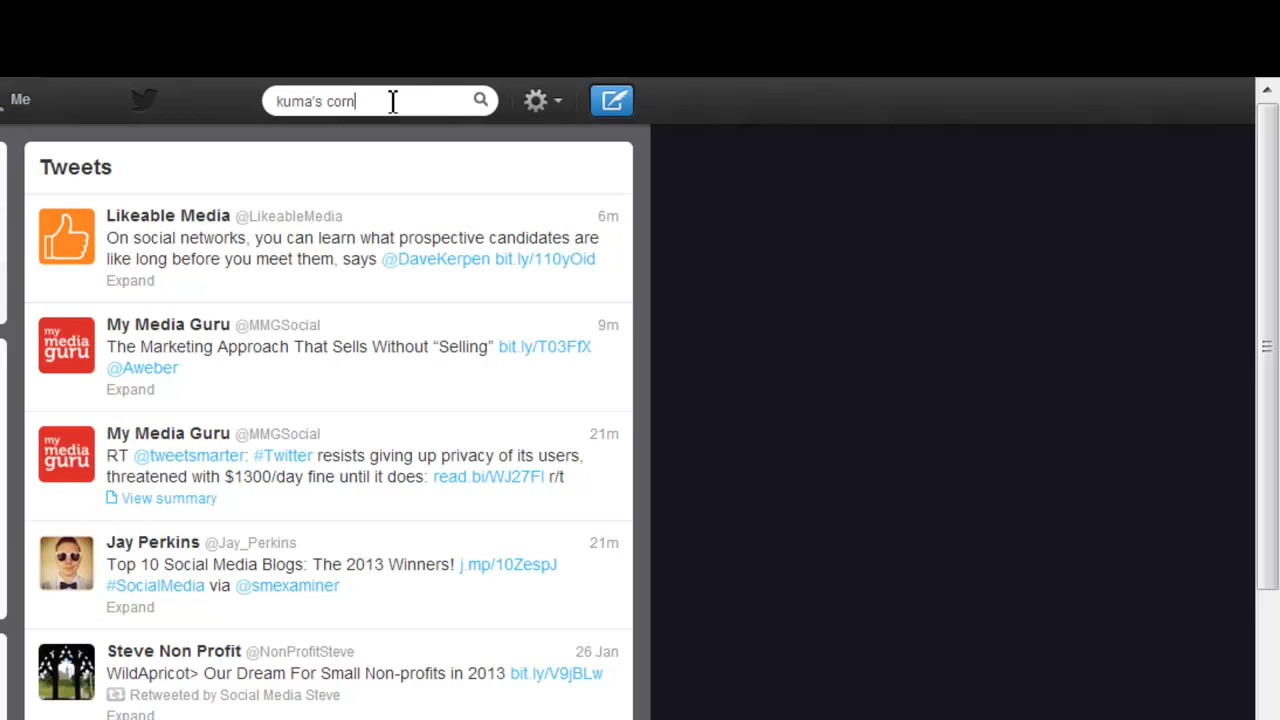 Me
kuma's corn
Tweets
Likeable Media @LikeableMedia 6m
On social networks, you can learn what prospective candidates are
like long before you meet them, says @DaveKerpen bit.ly/110yOid
Expand
My Media Guru @MMGSocial 9m
The Marketing Approach That Sells Without “Selling” bit.ly/T03FfX
@Aweber
Expand
my
media
guru
My Media Guru @MMGSocial 21m
RT @tweetsmarter: #Twitter resists giving up privacy of its users,
threatened with $1300/day fine until it does: read.bi/WJ27FI r/t
View summary
my
media
guru
Jay Perkins @Jay_Perkins 21m
Top 10 Social Media Blogs: The 2013 Winners! j.mp/10ZespJ
#SocialMedia via @smexaminer
Expand
Steve Non Profit @NonProfitSteve 26 Jan
WildApricot> Our Dream For Small Non-profits in 2013 bit.ly/V9jBLw
Retweeted by Social Media Steve
Expand